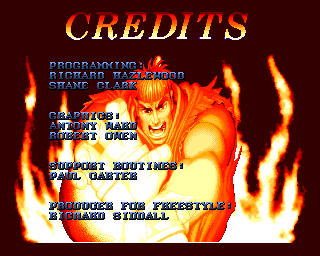 CREDITS
PROGRAMMING:
RICHARD HAZLEWOOD
SHANE CLARK
GRAPHICS:
ANTONY WARD
ROBERT OWEN
SUPPORT ROUTINES:
PAUL CARTER
PRODUCER FOR FREESTYLE:
RICHARD SIDDALL